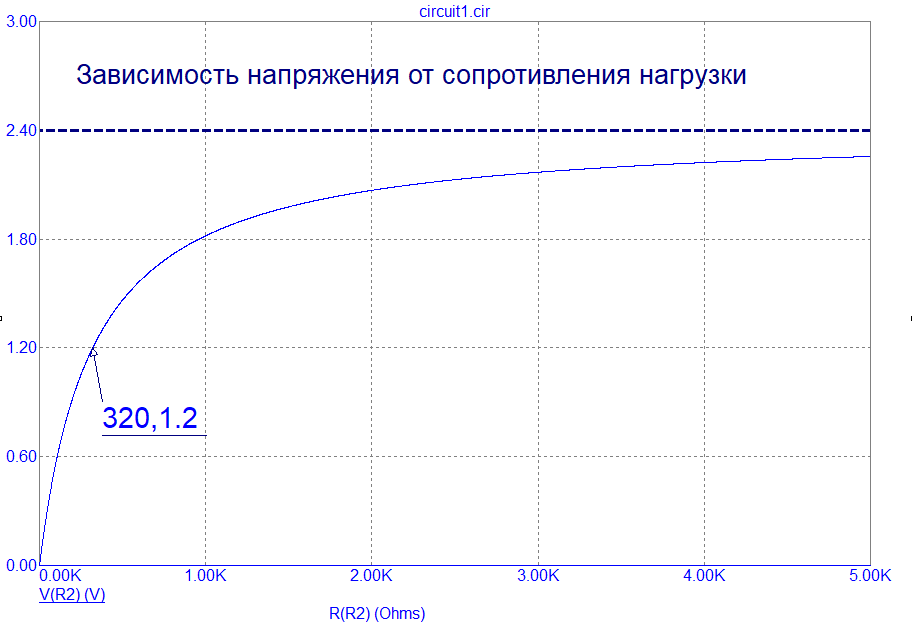 circuit1.cir
3.00
Зависимость напряжения от сопротивления нагрузки
2.40
1.80
1.20
320,1.2
0.60
0.00
0.00K 1.00K 2.00K 3.00K 4.00K 5.00K
V(R2) (V)
R(R2) (Ohms)